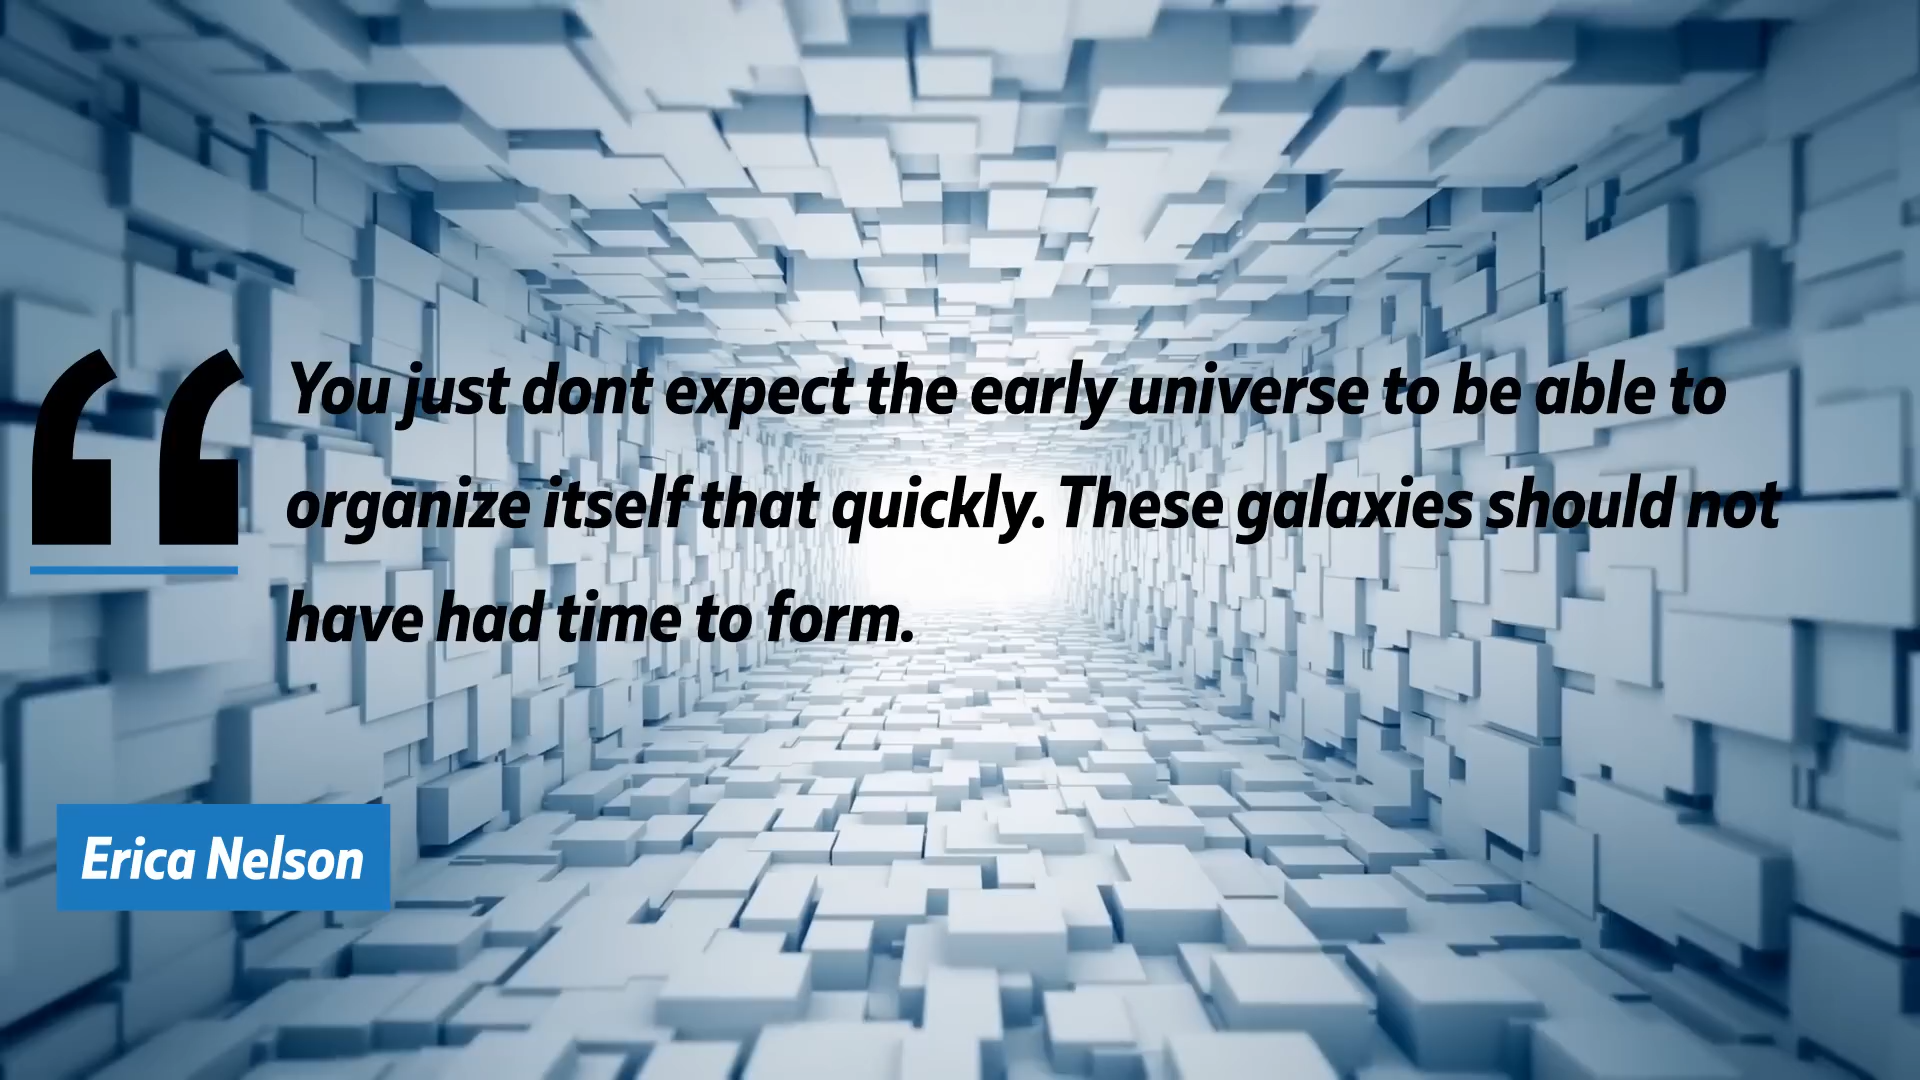 You just dont expect the early universe to be able to
organize itself that quickly. These galaxies should not
have had time to form.
Erica Nelson